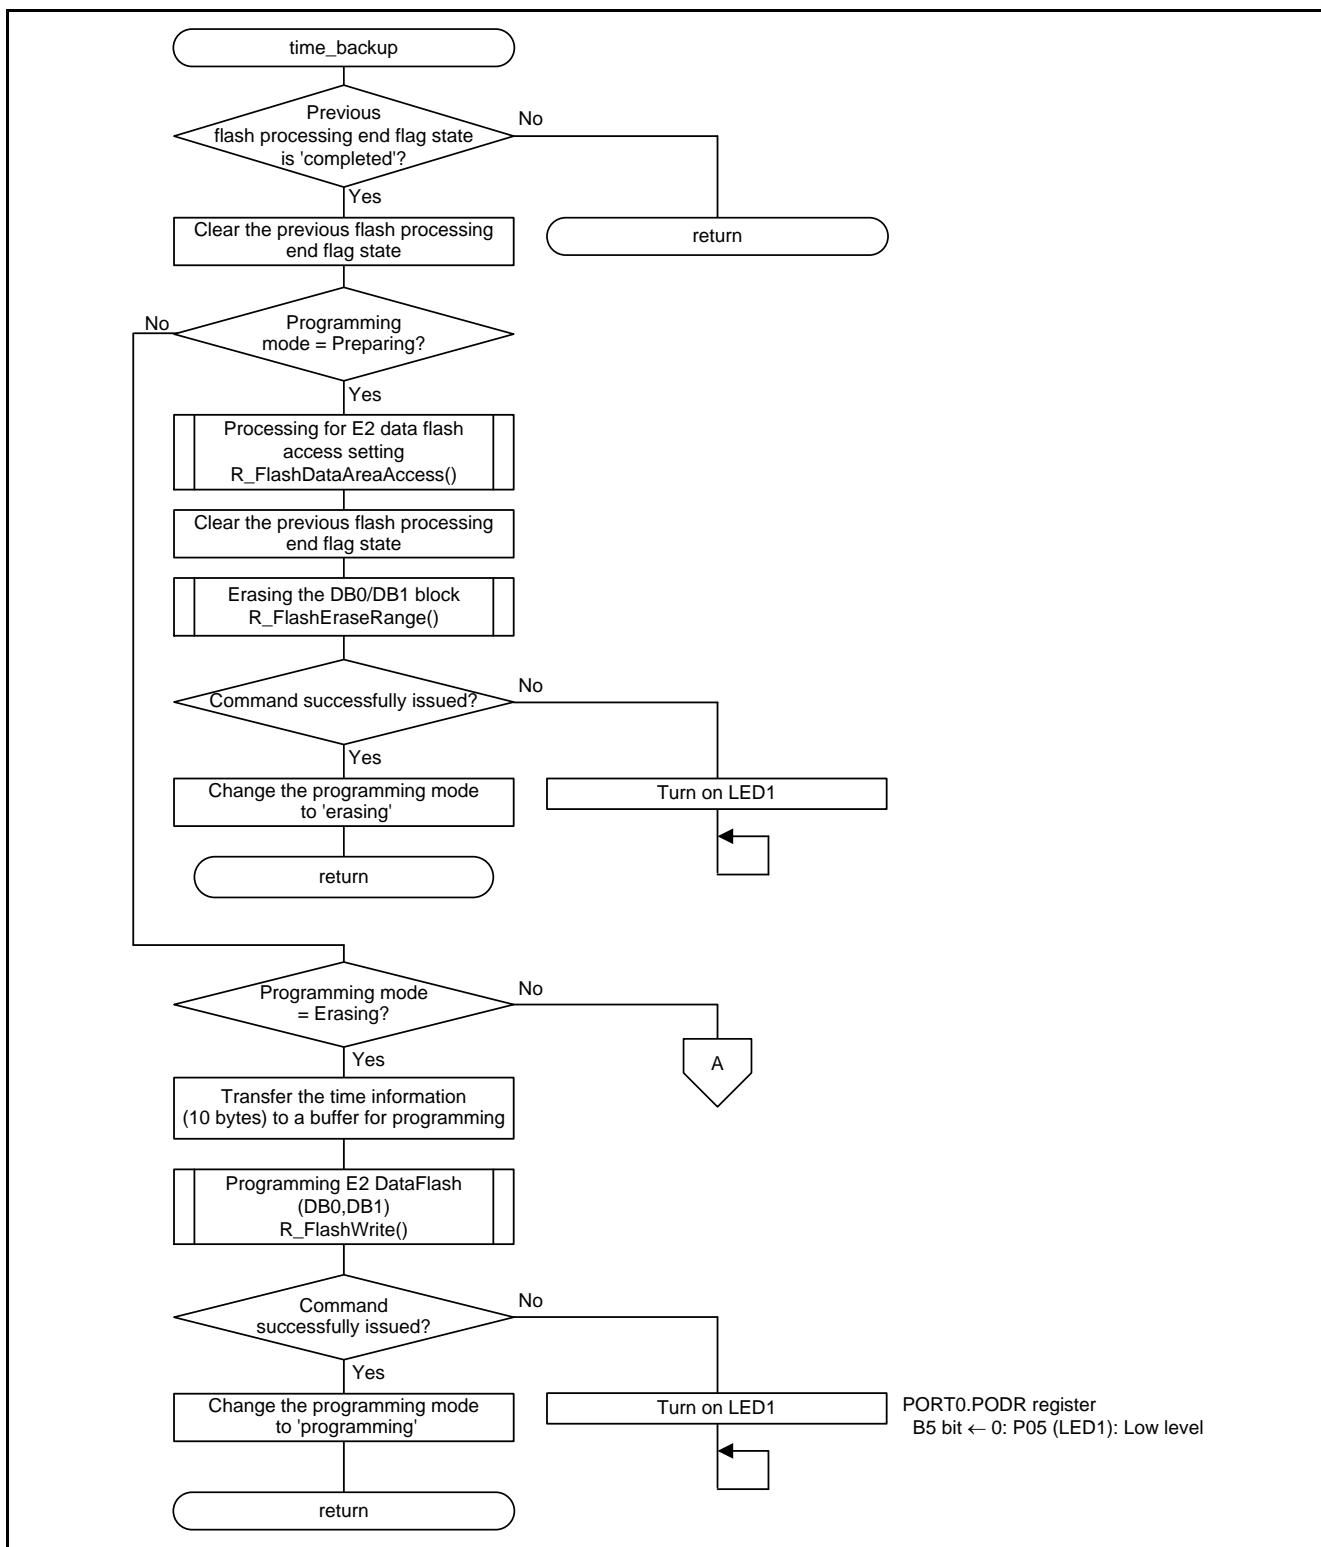 time_backup
Previous
flash processing end flag state
is 'completed'?
No
Yes
Clear the previous flash processing
end flag state
return
Programming
mode = Preparing?
No
Yes
Processing for E2 data flash
access setting
R_FlashDataAreaAccess()
Clear the previous flash processing
end flag state
Erasing the DB0/DB1 block
R_FlashEraseRange()
Command successfully issued?
No
Yes
Change the programming mode
to 'erasing'
Turn on LED1
return
Programming mode
= Erasing?
No
Yes
A
Transfer the time information
(10 bytes) to a buffer for programming
Programming E2 DataFlash
(DB0,DB1)
R_FlashWrite()
Command
successfully issued?
No
Yes
Change the programming mode
to 'programming'
Turn on LED1
PORT0.PODR register
B5 bit ← 0: P05 (LED1): Low level
return